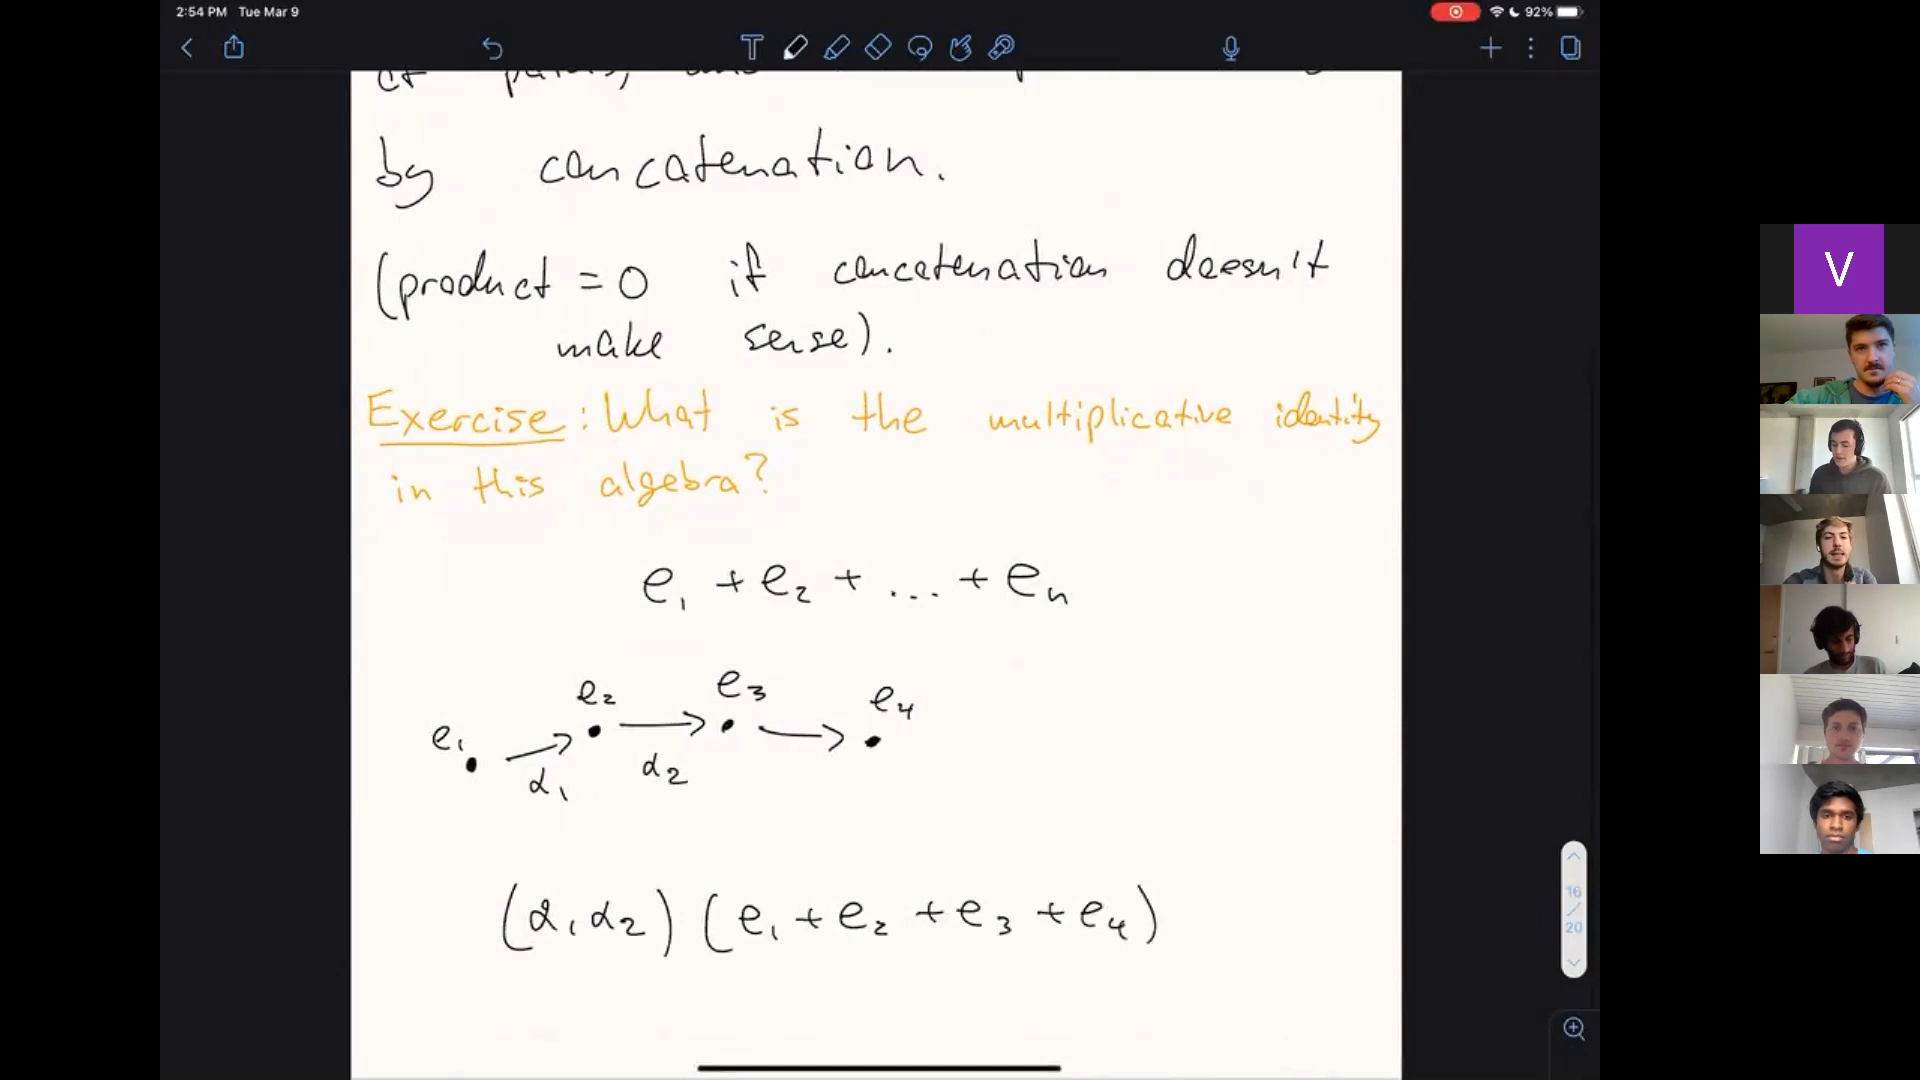 2:54 PM Tue Mar 9
92%
by concatenation.
(product = 0 if concatenation doesn't
make sense).
Exercise: What is the multiplicative identity
in this algebra?
e₁ + e₂ + ... + eₙ
e₁ e₂ e₃ e₄
α₁ α₂
(α₁α₂)(e₁ + e₂ + e₃ + e₄)
16
/
20
V